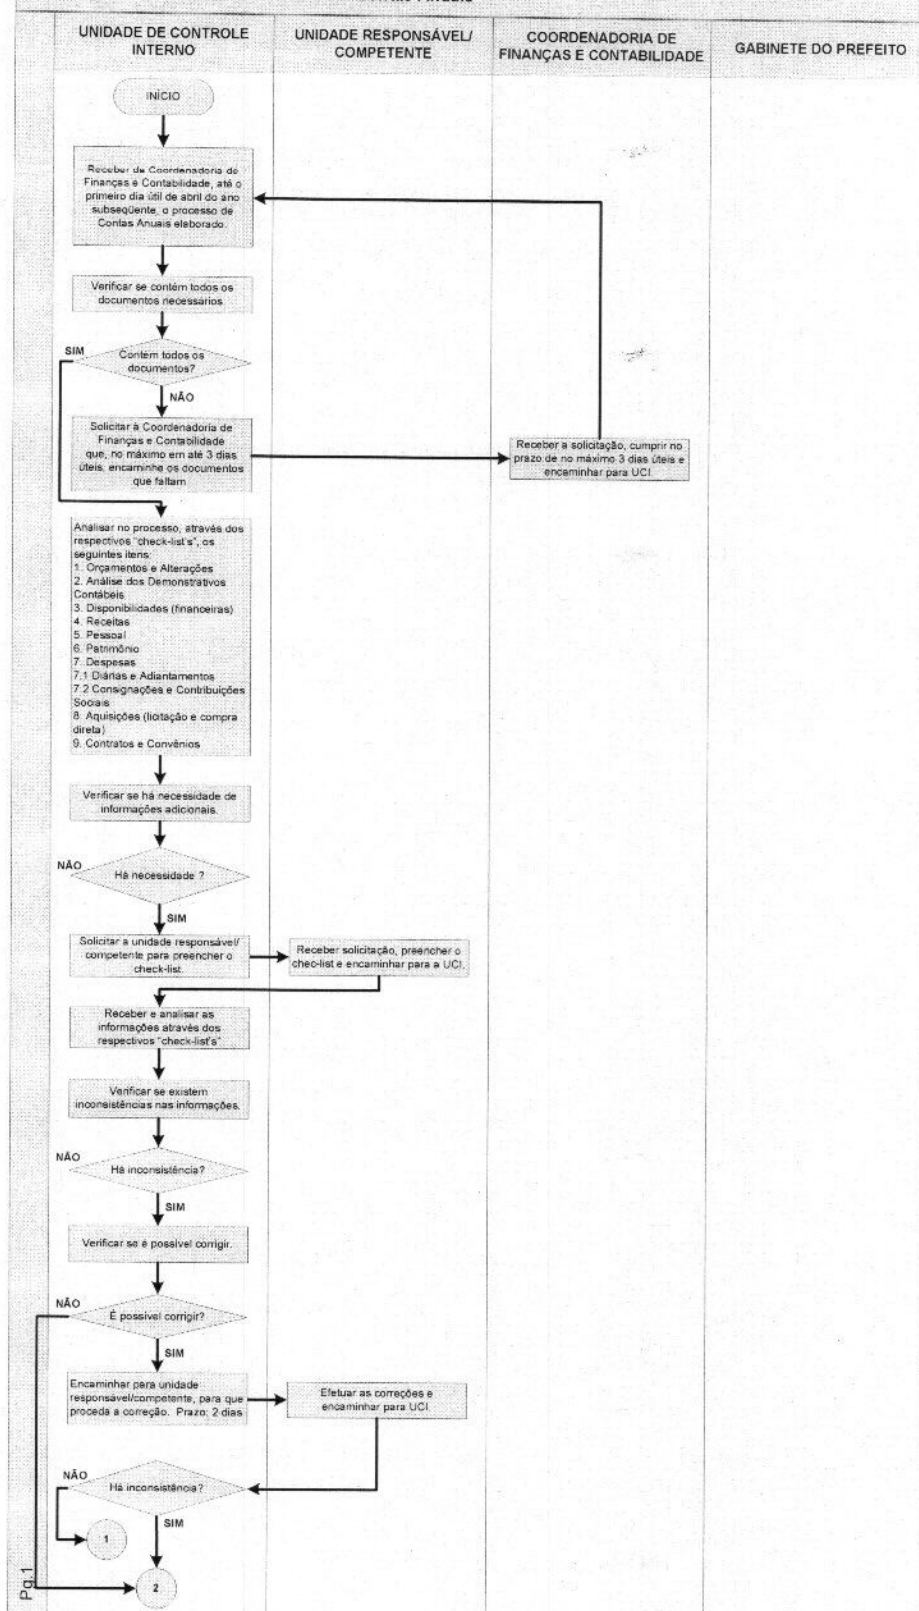 UNIDADE DE CONTROLE
INTERNO
UNIDADE RESPONSÁVEL/
COMPETENTE
COORDENADORIA DE
FINANÇAS E CONTABILIDADE
GABINETE DO PREFEITO
INÍCIO
Receber de Coordenadoria de
Finanças e Contabilidade, até o
primeiro dia útil de abril do ano
subseqüente, o processo de
Contas Anuais elaborado.
Verificar se contém todos os
documentos necessários
SIM
Contém todos os
documentos?
NÃO
Solicitar à Coordenadoria de
Finanças e Contabilidade
que, no máximo em até 3 dias
úteis, encaminhe os documentos
que faltam
Receber a solicitação, cumprir no
prazo de no máximo 3 dias úteis e
encaminhar para UCI.
Analisar no processo, através dos
respectivos "check-list's", os
seguintes itens:
1. Orçamentos e Alterações
2. Análise dos Demonstrativos
Contábeis
3. Disponibilidades (financeiras)
4. Receitas
5. Pessoal
6. Patrimônio
7. Despesas
7.1 Diárias e Adiantamentos
7.2 Consignações e Contribuições
Sociais
8. Aquisições (licitação e compra
direta)
9. Contratos e Convênios
Verificar se há necessidade de
informações adicionais.
NÃO
Há necessidade ?
SIM
Solicitar a unidade responsável/
competente para preencher o
check-list.
Receber solicitação, preencher o
chec-list e encaminhar para a UCI.
Receber e analisar as
informações através dos
respectivos "check-list's"
Verificar se existem
inconsistências nas informações.
NÃO
Há inconsistência?
SIM
Verificar se é possível corrigir.
NÃO
É possível corrigir?
SIM
Encaminhar para unidade
responsável/competente, para que
proceda a correção. Prazo: 2 dias
Efetuar as correções e
encaminhar para UCI
NÃO
Há inconsistência?
SIM
1
2
Pg.1